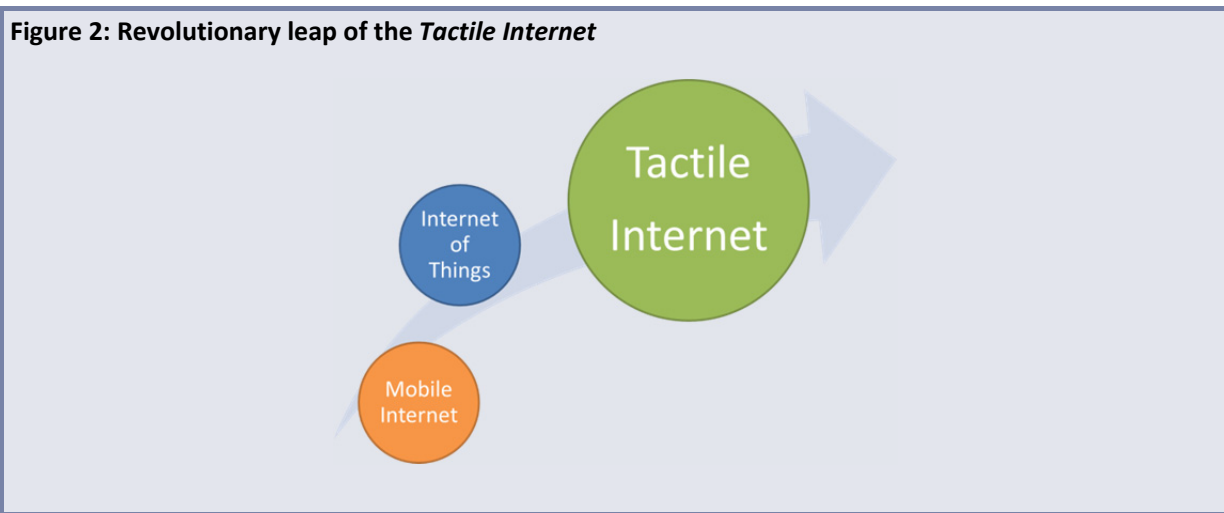 Figure 2: Revolutionary leap of the Tactile Internet
Tactile
Internet
Internet
of
Things
Mobile
Internet